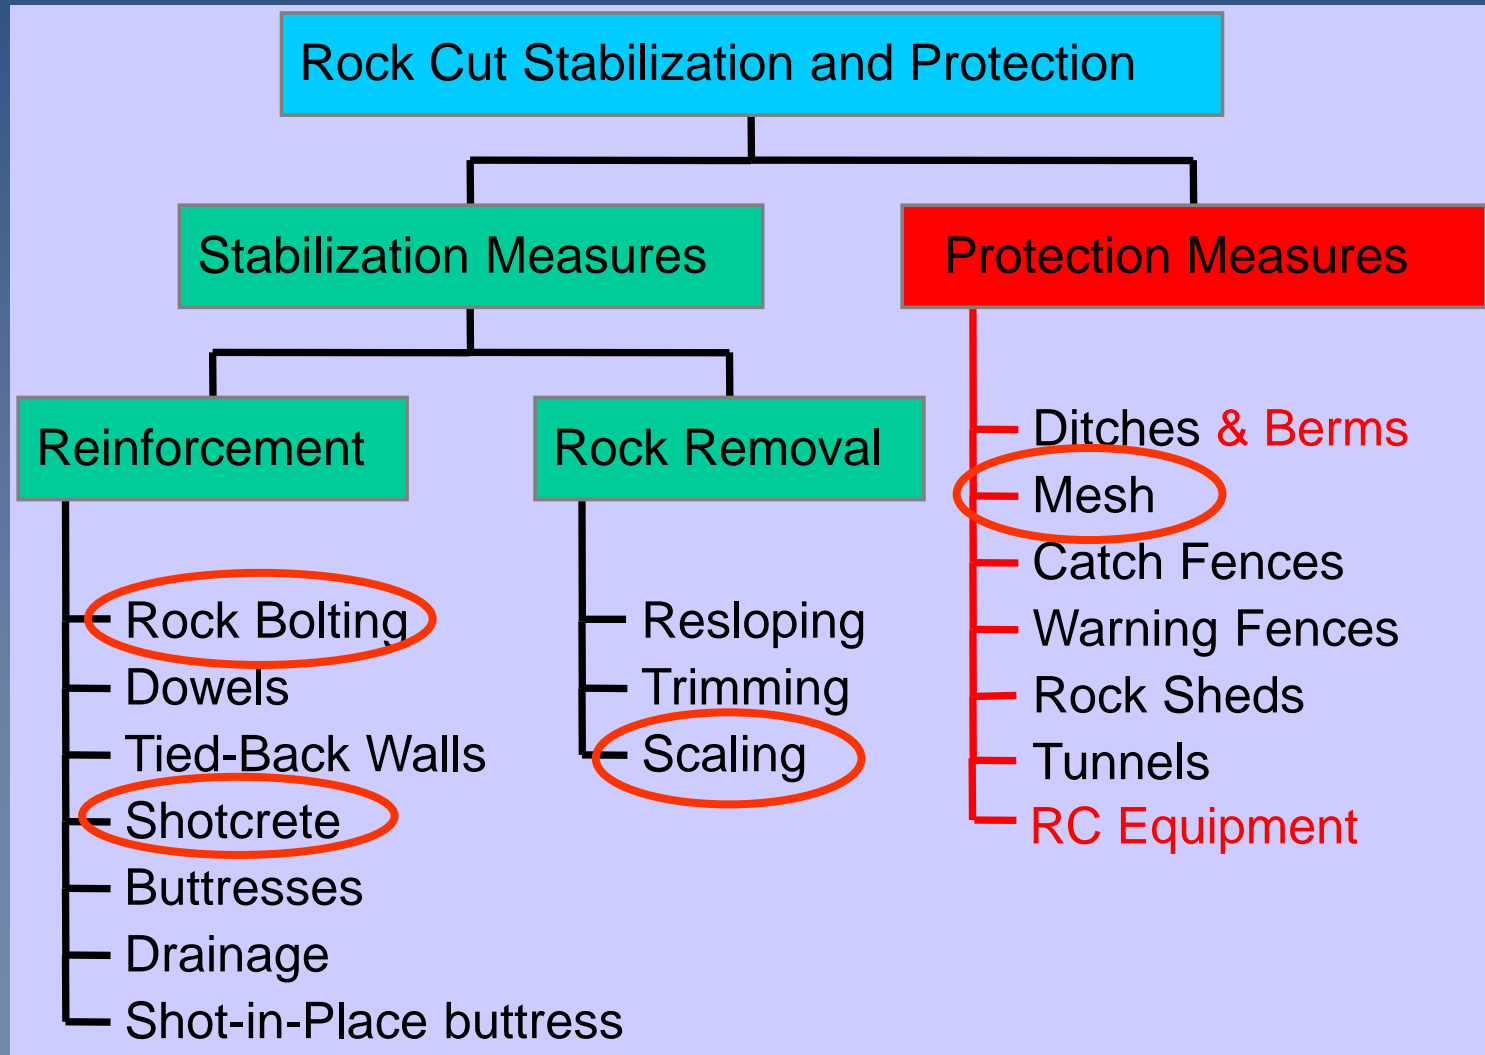 Rock Cut Stabilization and Protection
Stabilization Measures
Protection Measures
Reinforcement
Rock Removal
Rock Bolting
Dowels
Tied-Back Walls
Shotcrete
Buttresses
Drainage
Shot-in-Place buttress
Resloping
Trimming
Scaling
Ditches & Berms
Mesh
Catch Fences
Warning Fences
Rock Sheds
Tunnels
RC Equipment